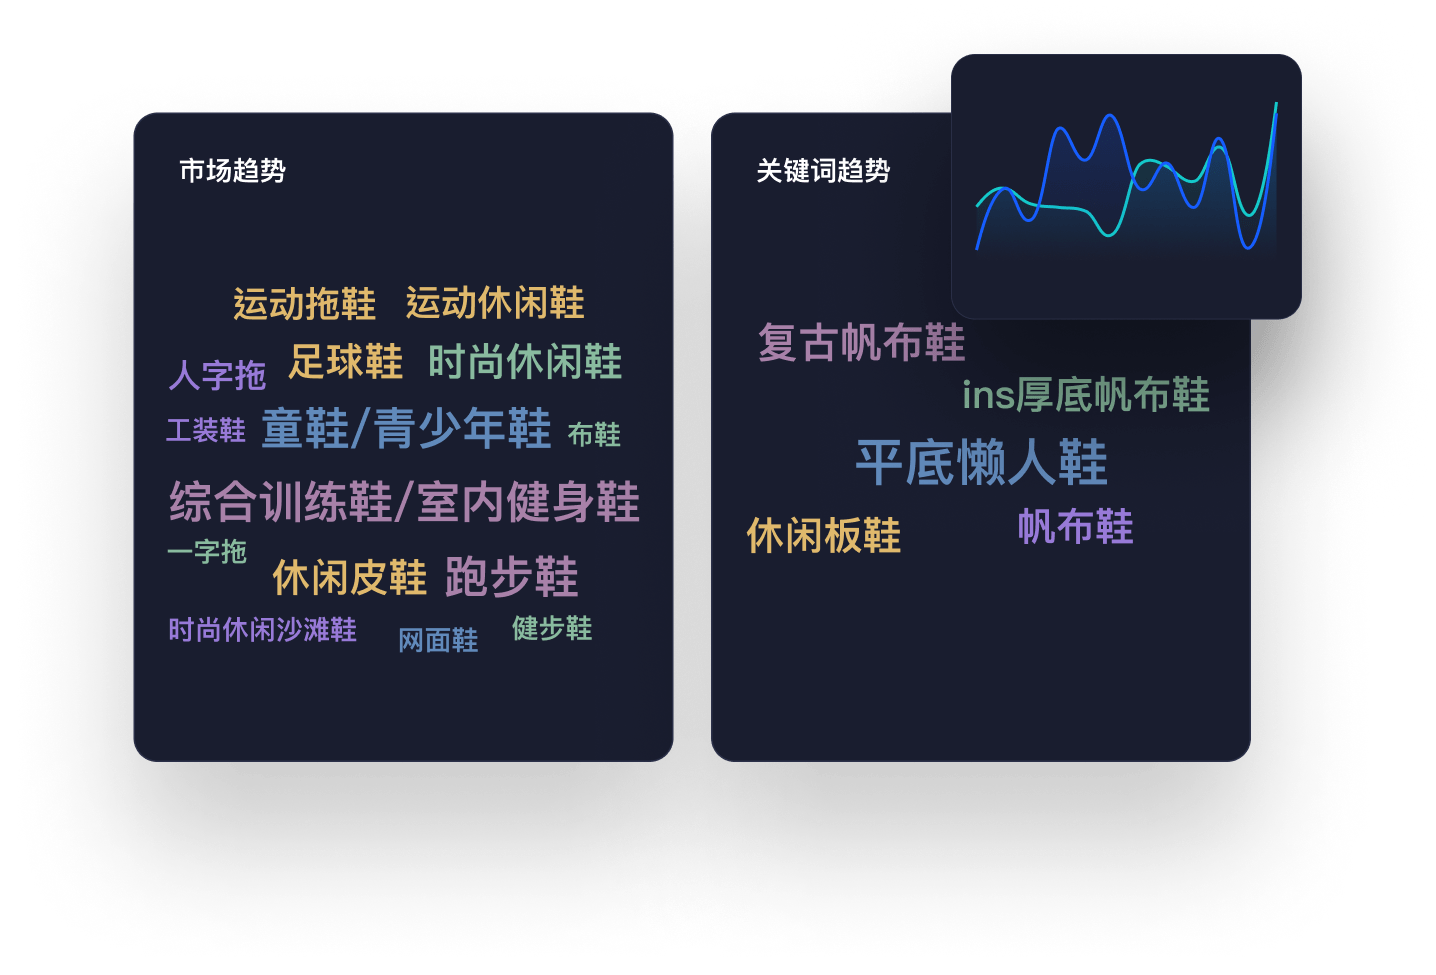 市场趋势
运动拖鞋 运动休闲鞋
人字拖 足球鞋 时尚休闲鞋
工装鞋 童鞋/青少年鞋 布鞋
综合训练鞋/室内健身鞋
一字拖
休闲皮鞋 跑步鞋
时尚休闲沙滩鞋 网面鞋 健步鞋
关键词趋势
复古帆布鞋
ins厚底帆布鞋
平底懒人鞋
休闲板鞋 帆布鞋